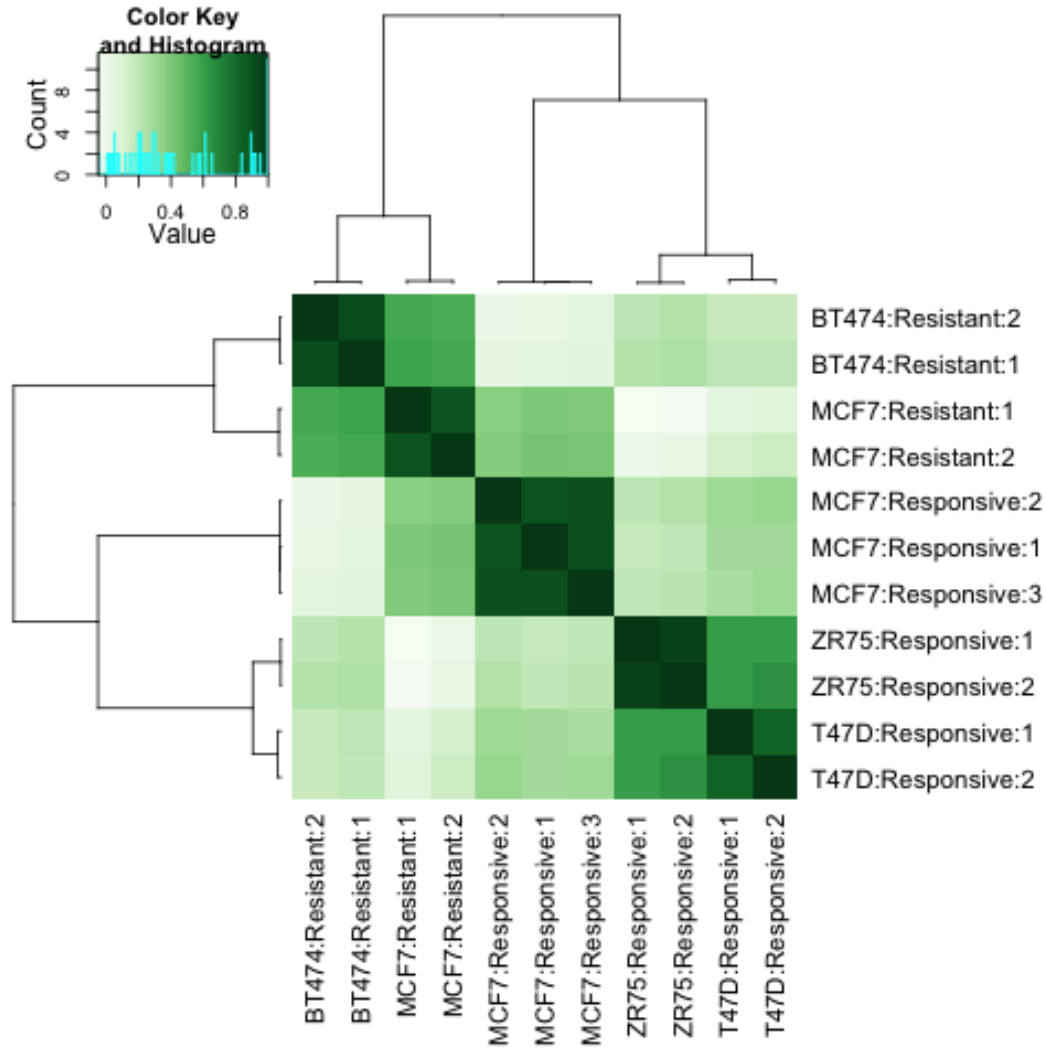 Color Key
and Histogram
Count
0
4
8
0
0.4
0.8
Value
BT474:Resistant:2
BT474:Resistant:1
MCF7:Resistant:1
MCF7:Resistant:2
MCF7:Responsive:2
MCF7:Responsive:1
MCF7:Responsive:3
ZR75:Responsive:1
ZR75:Responsive:2
T47D:Responsive:1
T47D:Responsive:2
BT474:Resistant:2
BT474:Resistant:1
MCF7:Resistant:1
MCF7:Resistant:2
MCF7:Responsive:2
MCF7:Responsive:1
MCF7:Responsive:3
ZR75:Responsive:1
ZR75:Responsive:2
T47D:Responsive:1
T47D:Responsive:2